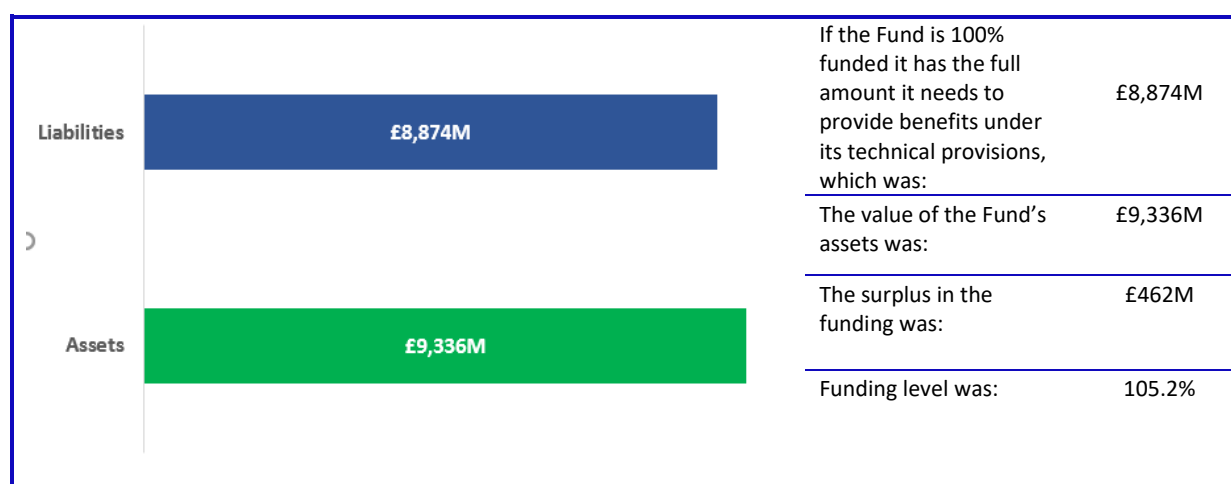 Liabilities
£8,874M
Assets
£9,336M
If the Fund is 100%
funded it has the full
amount it needs to
provide benefits under
its technical provisions,
which was:
£8,874M
The value of the Fund’s
assets was:
£9,336M
The surplus in the
funding was:
£462M
Funding level was:
105.2%